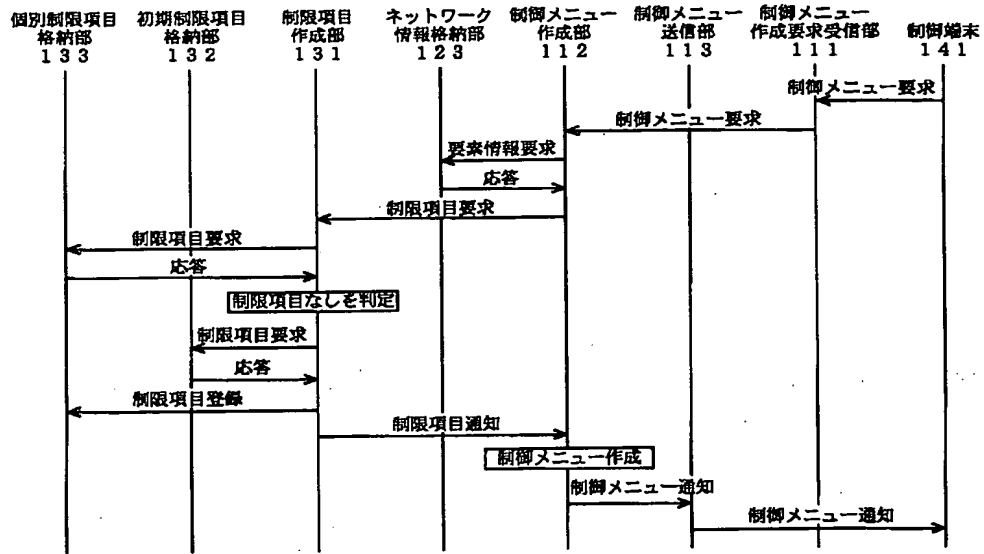 個別制限項目
格納部
１３３
初期制限項目
格納部
１３２
制限項目
作成部
１３１
ネットワーク
情報格納部
１２３
制御メニュー
作成部
１１２
制御メニュー
送信部
１１３
制御メニュー
作成要求受信部
１１１
制御端末
１４１
制御メニュー要求
制御メニュー要求
要素情報要求
応答
制限項目要求
制限項目要求
応答
制限項目なしを判定
制限項目要求
応答
制限項目登録
制限項目通知
制御メニュー作成
制御メニュー通知
制御メニュー通知